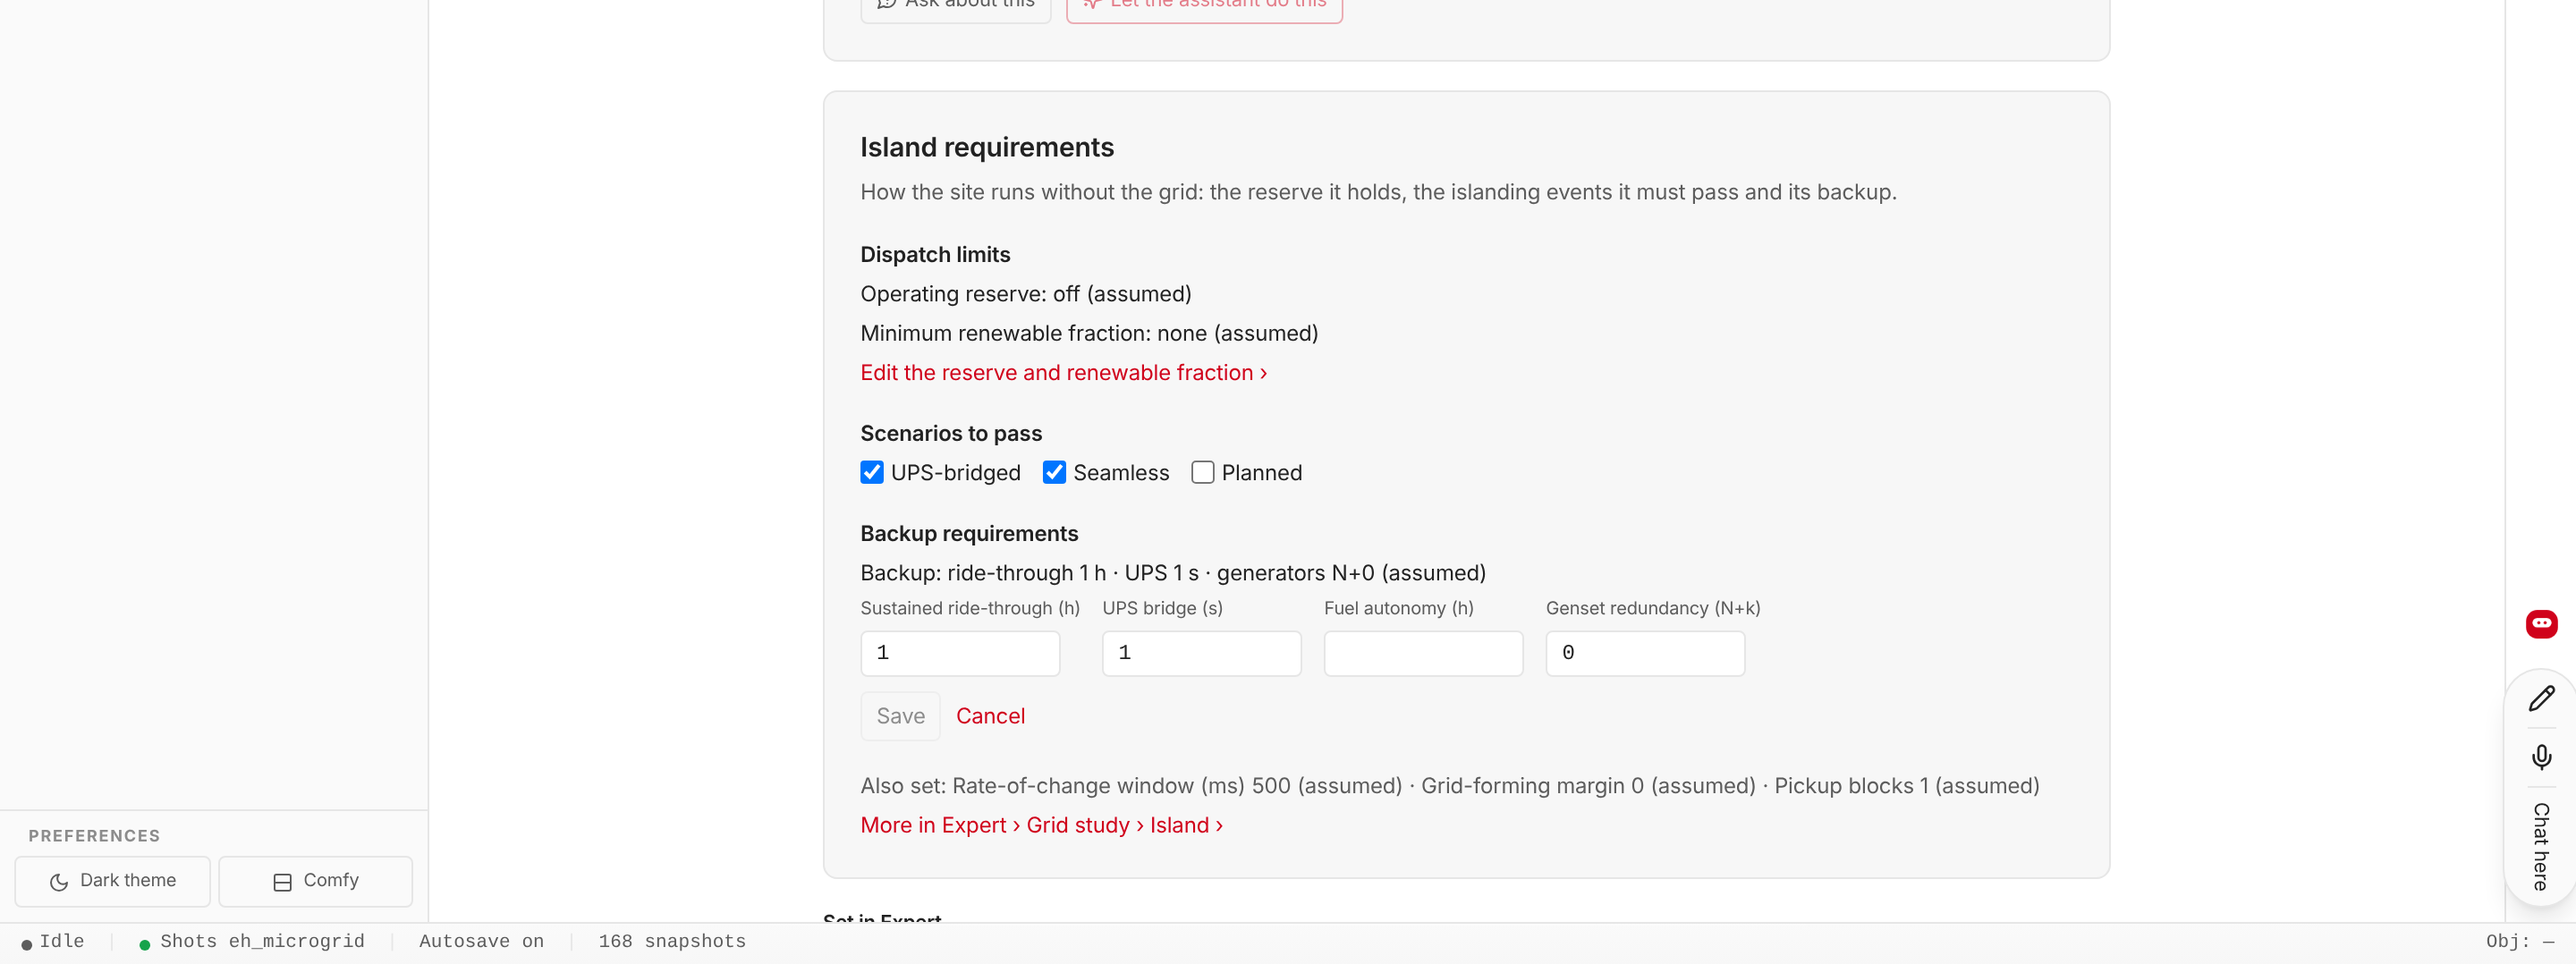 Ask about this
Let the assistant do this
Island requirements
How the site runs without the grid: the reserve it holds, the islanding events it must pass and its backup.
Dispatch limits
Operating reserve: off (assumed)
Minimum renewable fraction: none (assumed)
Edit the reserve and renewable fraction ›
Scenarios to pass
UPS-bridged Seamless Planned
Backup requirements
Backup: ride-through 1 h · UPS 1 s · generators N+0 (assumed)
Sustained ride-through (h) UPS bridge (s) Fuel autonomy (h) Genset redundancy (N+k)
1 1 0
Save Cancel
Also set: Rate-of-change window (ms) 500 (assumed) · Grid-forming margin 0 (assumed) · Pickup blocks 1 (assumed)
More in Expert › Grid study › Island ›
Set in Expert
PREFERENCES
Dark theme Comfy
Chat here
Idle Shots eh_microgrid Autosave on 168 snapshots Obj: —